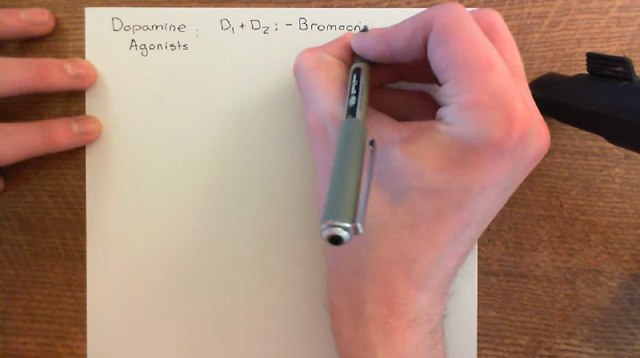 Dopamine : D₁ + D₂ : - Bromocri
Agonists